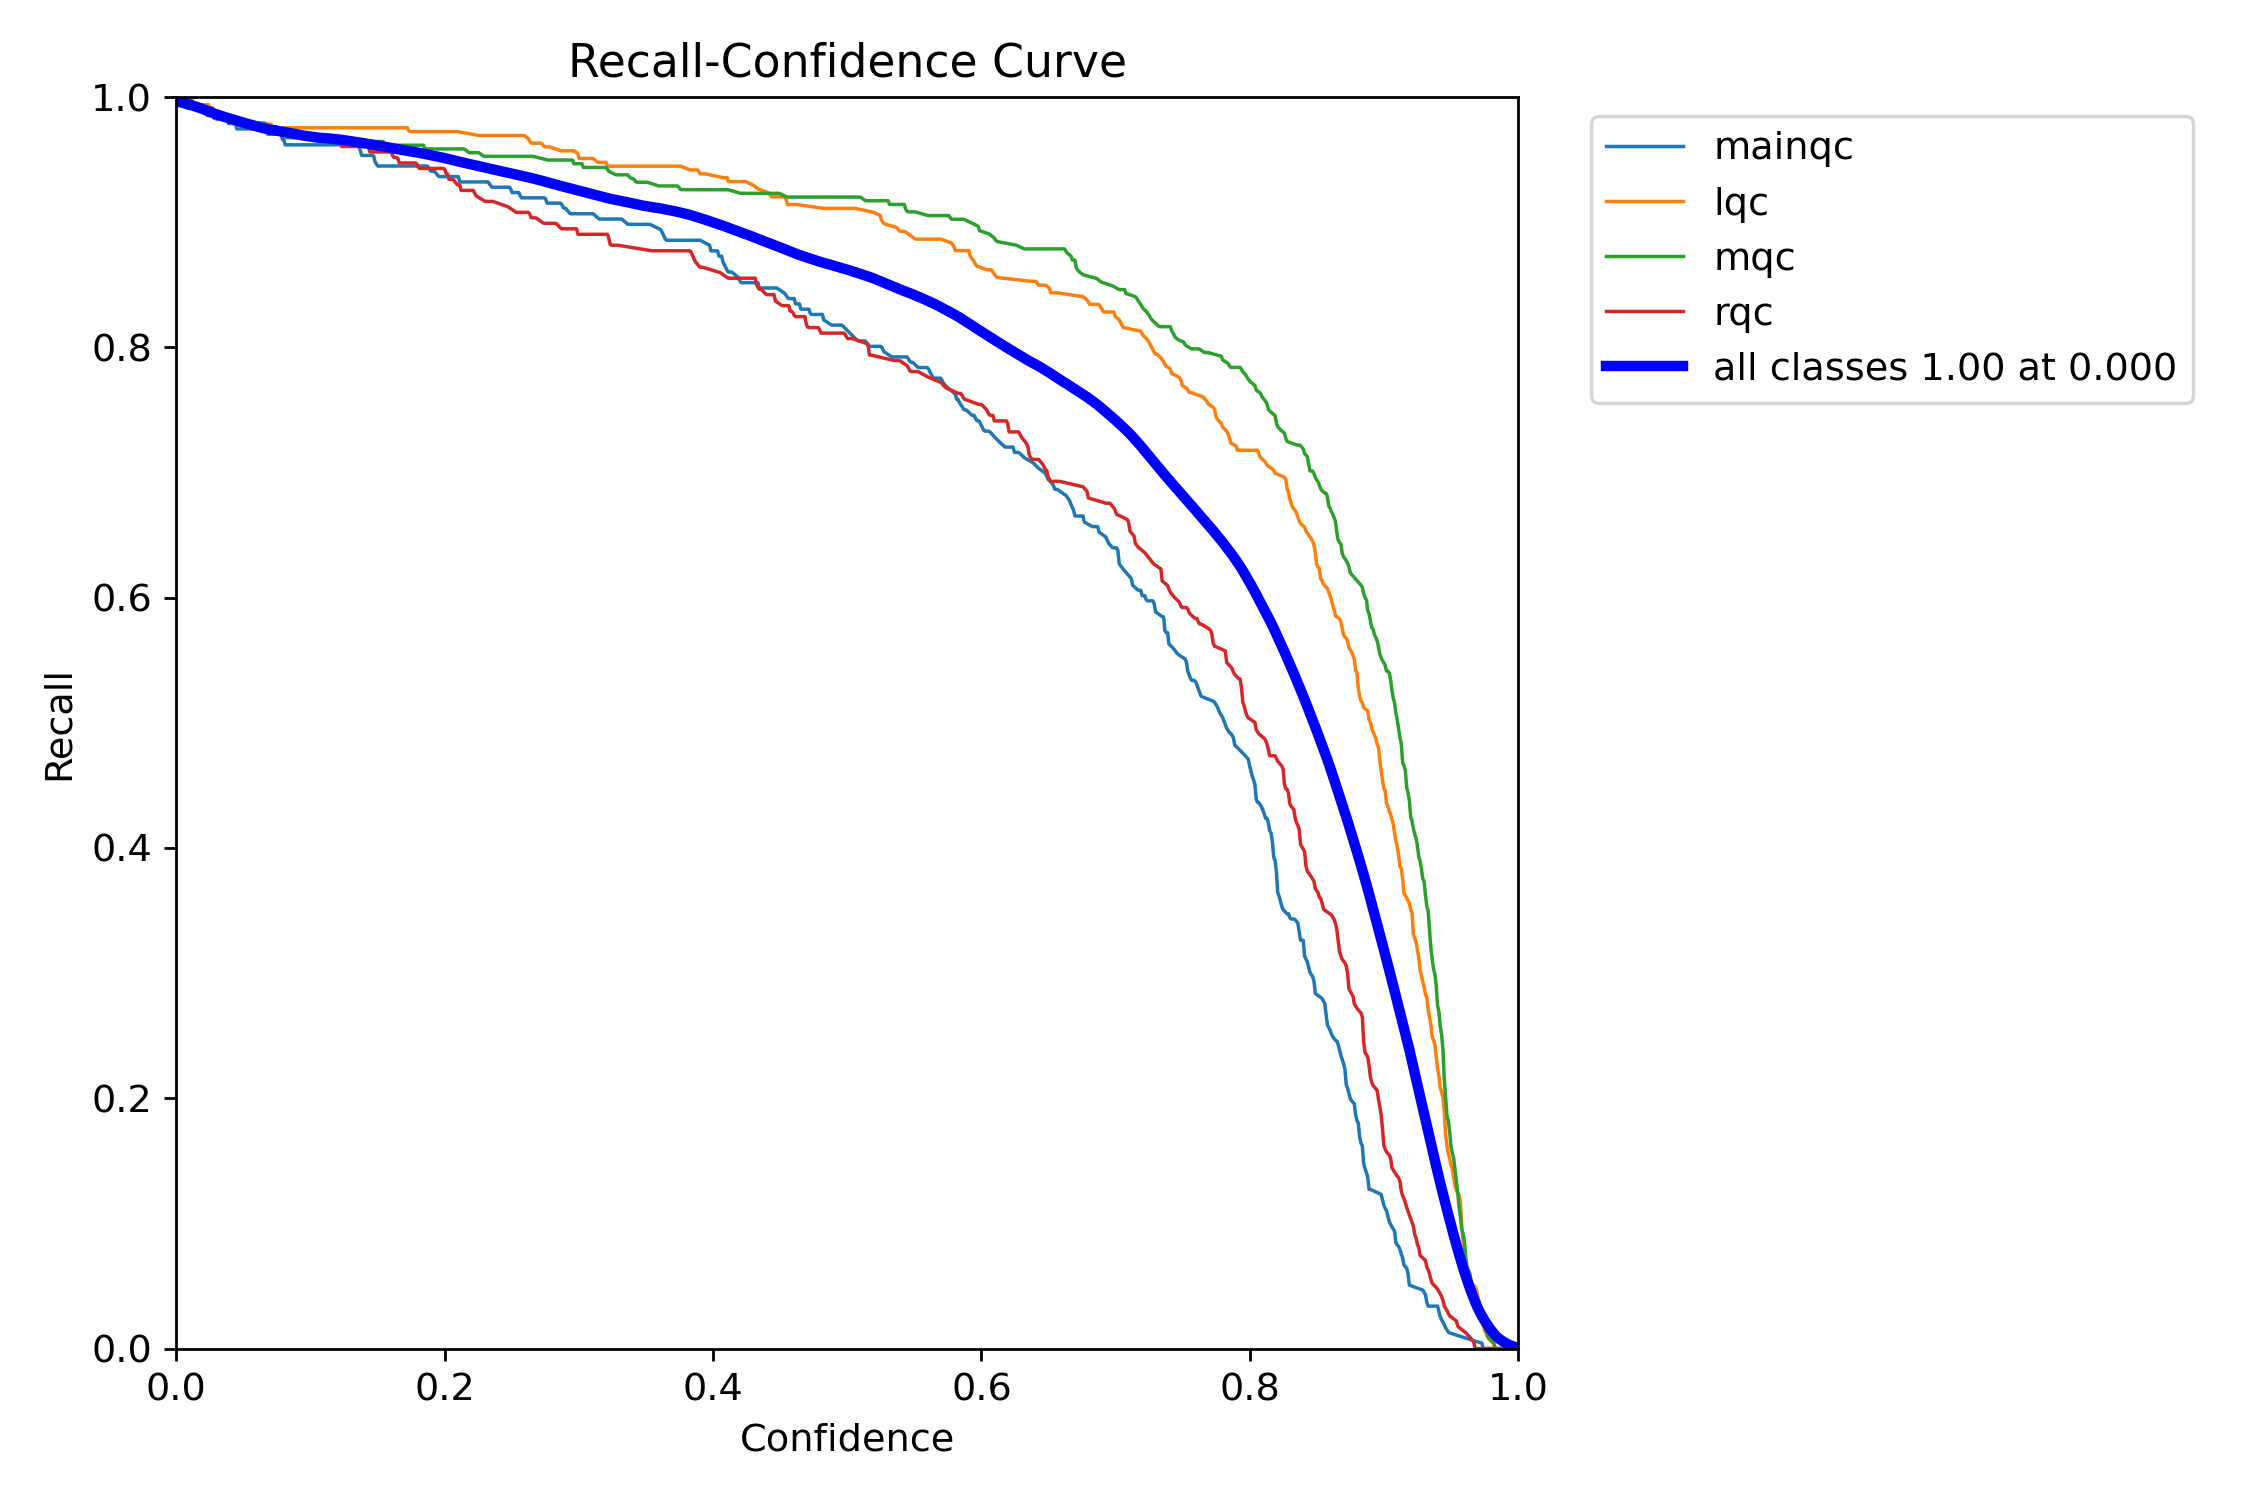 Recall-Confidence Curve
1.0
0.8
0.6
0.4
0.2
0.0
Recall
0.0 0.2 0.4 0.6 0.8 1.0
Confidence
mainqc
lqc
mqc
rqc
all classes 1.00 at 0.000